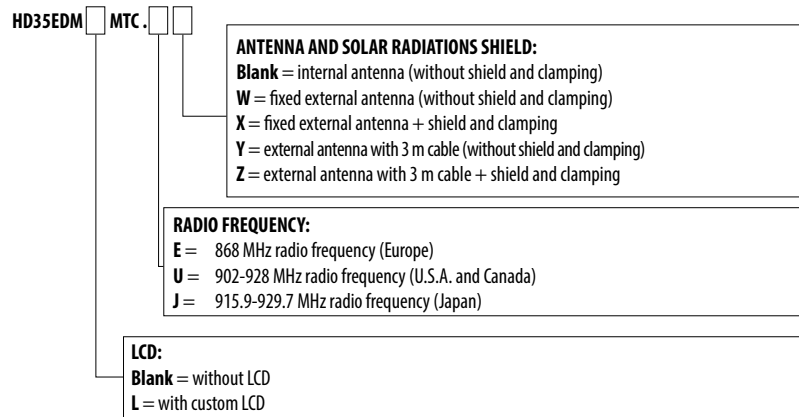 HD35EDM MTC .
ANTENNA AND SOLAR RADIATIONS SHIELD:
Blank = internal antenna (without shield and clamping)
W = fixed external antenna (without shield and clamping)
X = fixed external antenna + shield and clamping
Y = external antenna with 3 m cable (without shield and clamping)
Z = external antenna with 3 m cable + shield and clamping
RADIO FREQUENCY:
E = 868 MHz radio frequency (Europe)
U = 902-928 MHz radio frequency (U.S.A. and Canada)
J = 915.9-929.7 MHz radio frequency (Japan)
LCD:
Blank = without LCD
L = with custom LCD